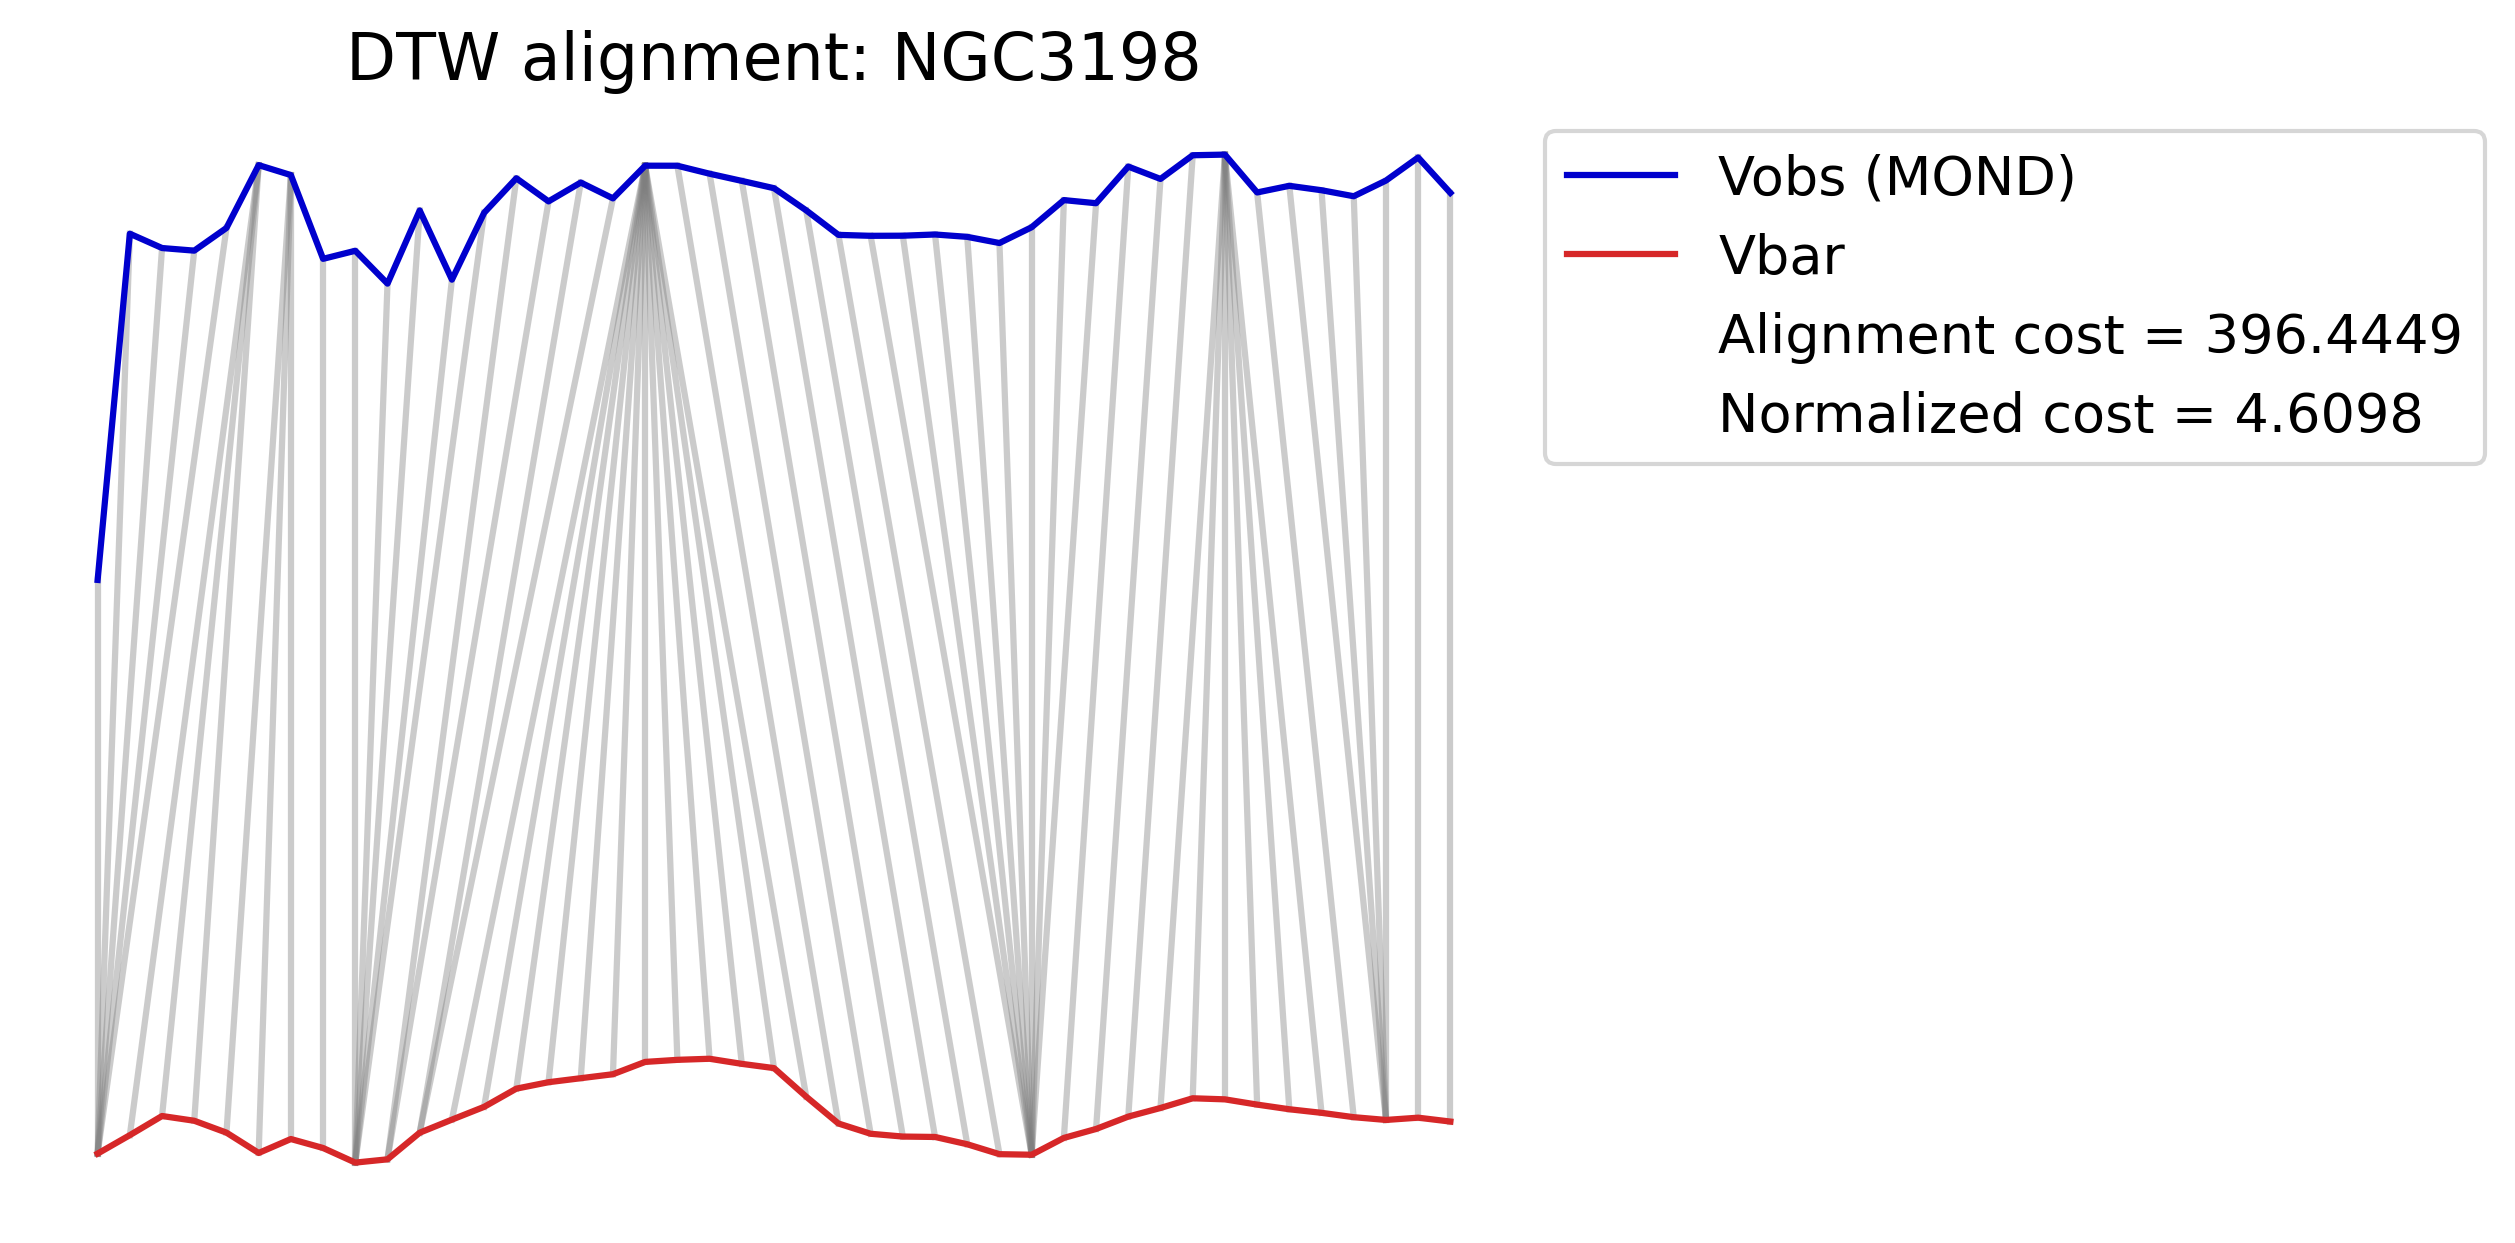 DTW alignment: NGC3198
Vobs (MOND)
Vbar
Alignment cost = 396.4449
Normalized cost = 4.6098